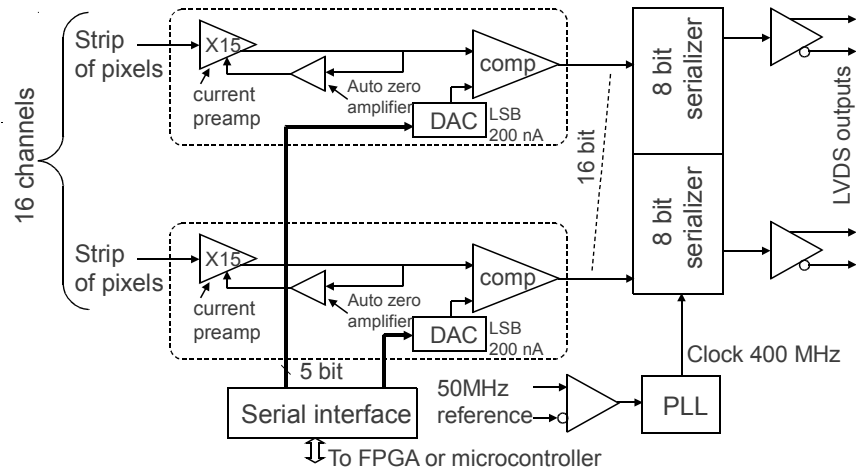 16 channels
Strip
of pixels
X15
current
preamp
Auto zero
amplifier
comp
DAC
LSB
200 nA
16 bit
8 bit
serializer
LVDS outputs
Strip
of pixels
X15
current
preamp
Auto zero
amplifier
comp
DAC
LSB
200 nA
8 bit
serializer
5 bit
Serial interface
To FPGA or microcontroller
50MHz
reference
PLL
Clock 400 MHz